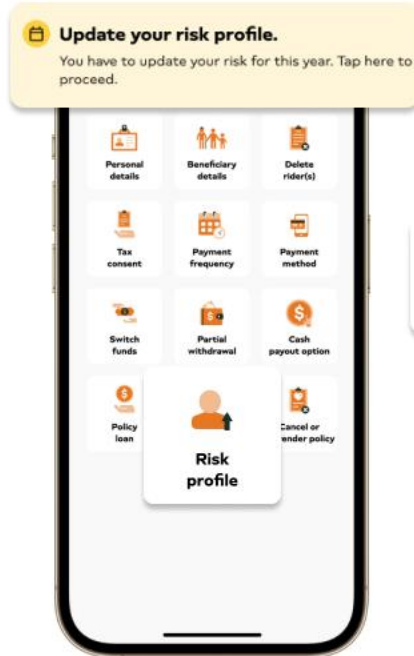 Update your risk profile.
You have to update your risk for this year. Tap here to
proceed.
Personal
details
Beneficiary
details
Delete
rider(s)
Tax
consent
Payment
frequency
Payment
method
Switch
funds
Partial
withdrawal
Cash
payout option
Policy
loan
Risk
profile
Cancel or
ender policy